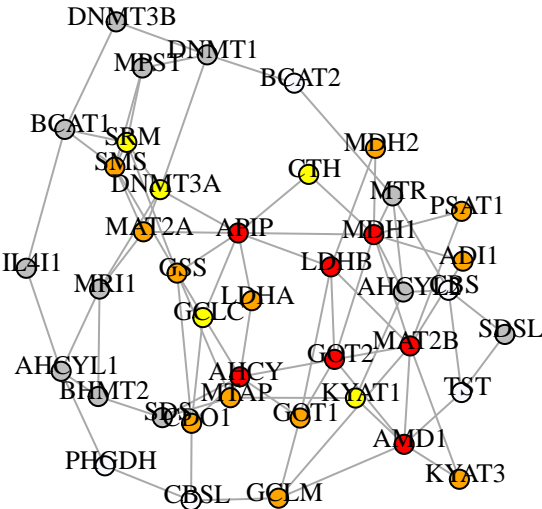 DNMT3B
DNMT1
MPST
BCAT2
BCAT1
SRM
MDH2
SMS
CTH
DNMT3A
MTR
PSAT1
MAT2A
APIP
MDH1
IL4I1
GSS
LDHB
ADI1
MRI1
LDHA
CBS
GCLC
SDSL
MAT2B
GOT2
AHCYL1
AHCY
BHMT2
MTAP
KYAT1
TST
SDS
CDO1
GOT1
AMD1
PHGDH
KYAT3
CBSL
GCLM